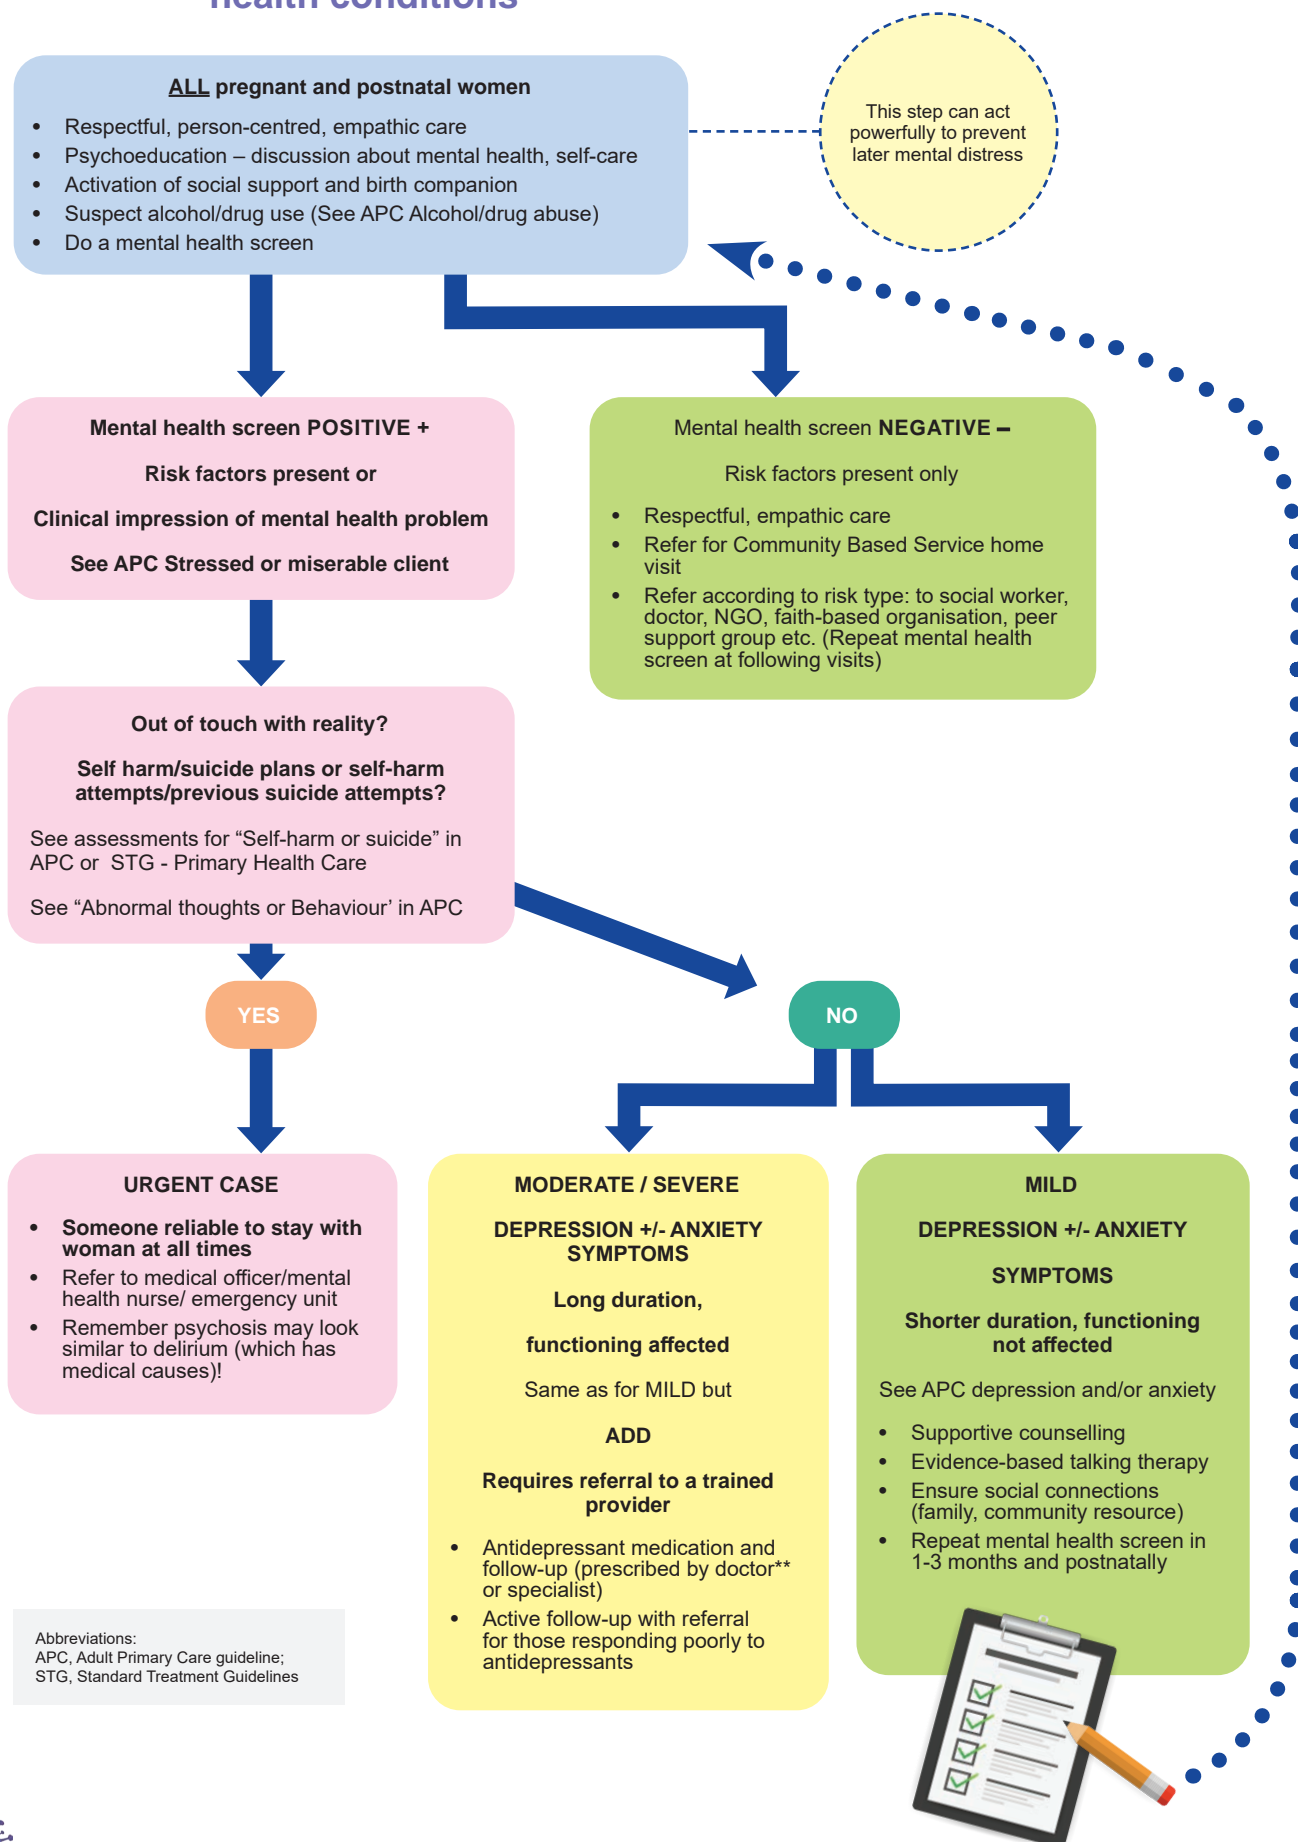 health conditions
ALL pregnant and postnatal women
• Respectful, person-centred, empathic care
• Psychoeducation – discussion about mental health, self-care
• Activation of social support and birth companion
• Suspect alcohol/drug use (See APC Alcohol/drug abuse)
• Do a mental health screen
This step can act
powerfully to prevent
later mental distress
Mental health screen POSITIVE +
Risk factors present or
Clinical impression of mental health problem
See APC Stressed or miserable client
Mental health screen NEGATIVE –
Risk factors present only
• Respectful, empathic care
• Refer for Community Based Service home
visit
• Refer according to risk type: to social worker,
doctor, NGO, faith-based organisation, peer
support group etc. (Repeat mental health
screen at following visits)
Out of touch with reality?
Self harm/suicide plans or self-harm
attempts/previous suicide attempts?
See assessments for “Self-harm or suicide” in
APC or STG - Primary Health Care
See “Abnormal thoughts or Behaviour’ in APC
YES
NO
URGENT CASE
• Someone reliable to stay with
woman at all times
• Refer to medical officer/mental
health nurse/ emergency unit
• Remember psychosis may look
similar to delirium (which has
medical causes)!
MODERATE / SEVERE
DEPRESSION +/- ANXIETY
SYMPTOMS
Long duration,
functioning affected
Same as for MILD but
ADD
Requires referral to a trained
provider
• Antidepressant medication and
follow-up (prescribed by doctor**
or specialist)
• Active follow-up with referral
for those responding poorly to
antidepressants
MILD
DEPRESSION +/- ANXIETY
SYMPTOMS
Shorter duration, functioning
not affected
See APC depression and/or anxiety
• Supportive counselling
• Evidence-based talking therapy
• Ensure social connections
(family, community resource)
• Repeat mental health screen in
1-3 months and postnatally
Abbreviations:
APC, Adult Primary Care guideline;
STG, Standard Treatment Guidelines